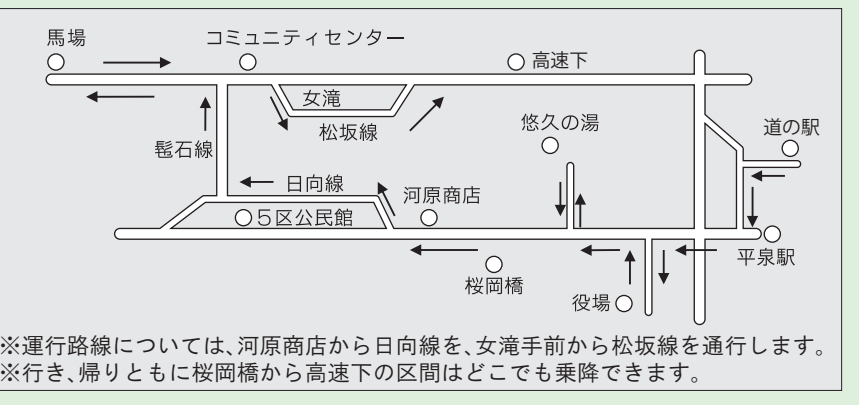 馬場
コミュニティセンター
高速下
女滝
松坂線
悠久の湯
道の駅
髢石線
日向線
河原商店
5区公民館
平泉駅
桜岡橋
役場
※運行路線については、河原商店から日向線を、女滝手前から松坂線を通行します。
※行き、帰りともに桜岡橋から高速下の区間はどこでも乗降できます。